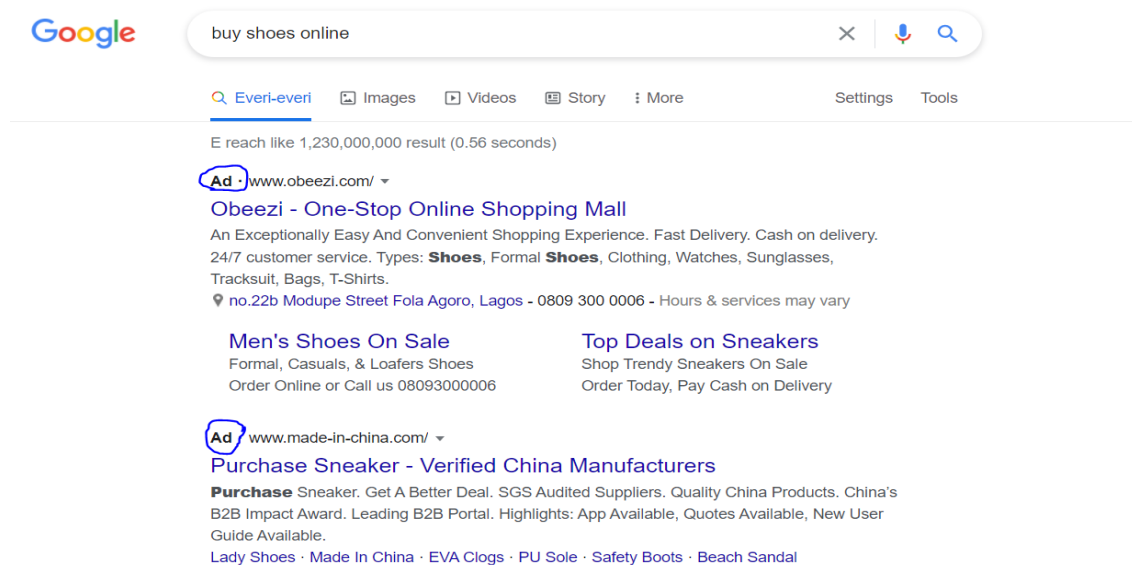 Google
buy shoes online
Everi-everi Images Videos Story More Settings Tools
E reach like 1,230,000,000 result (0.56 seconds)
Ad · www.obeezi.com/
Obeezi - One-Stop Online Shopping Mall
An Exceptionally Easy And Convenient Shopping Experience. Fast Delivery. Cash on delivery.
24/7 customer service. Types: Shoes, Formal Shoes, Clothing, Watches, Sunglasses,
Tracksuit, Bags, T-Shirts.
no.22b Modupe Street Fola Agoro, Lagos - 0809 300 0006 - Hours & services may vary
Men's Shoes On Sale
Formal, Casuals, & Loafers Shoes
Order Online or Call us 08093000006
Top Deals on Sneakers
Shop Trendy Sneakers On Sale
Order Today, Pay Cash on Delivery
Ad · www.made-in-china.com/
Purchase Sneaker - Verified China Manufacturers
Purchase Sneaker. Get A Better Deal. SGS Audited Suppliers. Quality China Products. China's
B2B Impact Award. Leading B2B Portal. Highlights: App Available, Quotes Available, New User
Guide Available.
Lady Shoes · Made In China · EVA Clogs · PU Sole · Safety Boots · Beach Sandal